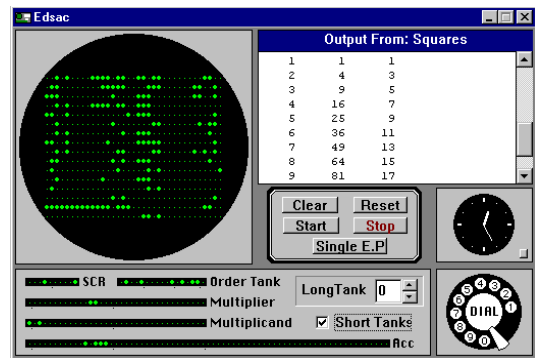 Edsac
Output From: Squares
1 1 1
2 4 3
3 9 5
4 16 7
5 25 9
6 36 11
7 49 13
8 64 15
9 81 17
Clear Reset
Start Stop
Single E.P
SCR Order Tank
Multiplier
Multiplicand
Acc
LongTank 0
Short Tanks
DIAL
1 2 3 4 5 6 7 8 9 0